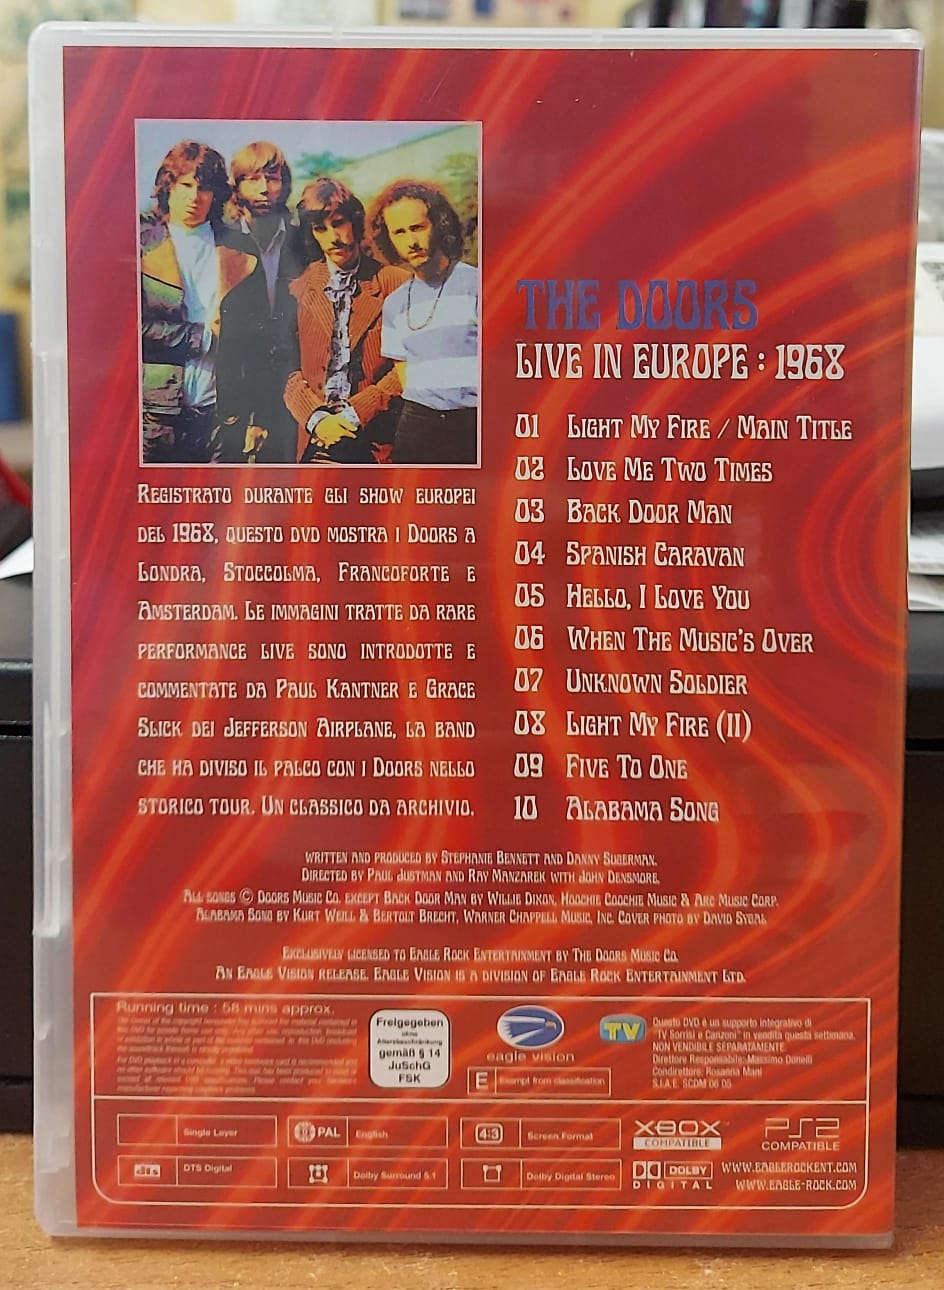 THE DOORS
LIVE IN EUROPE : 1968
01 LIGHT MY FIRE / MAIN TITLE
02 LOVE ME TWO TIMES
03 BACK DOOR MAN
04 SPANISH CARAVAN
05 HELLO, I LOVE YOU
06 WHEN THE MUSIC'S OVER
07 UNKNOWN SOLDIER
08 LIGHT MY FIRE (II)
09 FIVE TO ONE
10 ALABAMA SONG
REGISTRATO DURANTE GLI SHOW EUROPEI
DEL 1968, QUESTO DVD MOSTRA I DOORS A
LONDRA, STOCCOLMA, FRANCOFORTE E
AMSTERDAM. LE IMMAGINI TRATTE DA RARE
PERFORMANCE LIVE SONO INTRODOTTE E
COMMENTATE DA PAUL KANTNER E GRACE
SLICK DEI JEFFERSON AIRPLANE, LA BAND
CHE HA DIVISO IL PALCO CON I DOORS NELLO
STORICO TOUR. UN CLASSICO DA ARCHIVIO.
WRITTEN AND PRODUCED BY STEPHANIE BENNETT AND DANNY SUGERMAN.
DIRECTED BY PAUL JUSTMAN AND RAY MANZAREK WITH JOHN DENSMORE.
ALL SONGS © DOORS MUSIC CO. EXCEPT BACK DOOR MAN BY WILLIE DIXON, HOOCHIE COOCHIE MUSIC & ARC MUSIC CORP.
ALABAMA SONG BY KURT WEILL & BERTOLT BRECHT, WARNER CHAPPELL MUSIC, INC. COVER PHOTO BY DAVID
EXCLUSIVELY LICENSED TO EAGLE ROCK ENTERTAINMENT BY THE DOORS MUSIC CO.
AN EAGLE VISION RELEASE. EAGLE VISION IS A DIVISION OF EAGLE ROCK ENTERTAINMENT LTD.
Running time : 58 mins approx.
Freigegeben
ohne
Altersbeschränkung
gemäß § 14
JuSchG
FSK
eagle vision
E Exempt from classification
TV
Questo DVD è un supporto integrativo di
"TV Sorrisi e Canzoni" in vendita questa settimana.
NON VENDIBILE SEPARATAMENTE.
Direttore Responsabile: Massimo Donelli
Condirettore: Rosanna Mani
S.I.A.E. SCDM 06 05
Single Layer
PAL English
4:3 Screen Format
XBOX
COMPATIBLE
PS2
COMPATIBLE
dts DTS Digital
Dolby Surround 5.1
Dolby Digital Stereo
DOLBY
DIGITAL
WWW.EAGLEROCKENT.COM
WWW.EAGLE-ROCK.COM